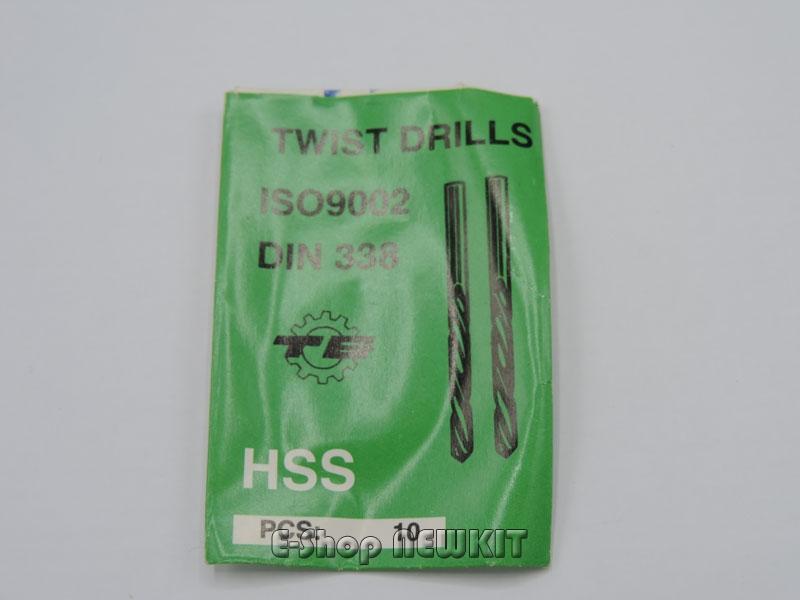 TWIST DRILLS
ISO9002
DIN 338
TB
HSS
PCS: 10
E-Shop NEWKIT